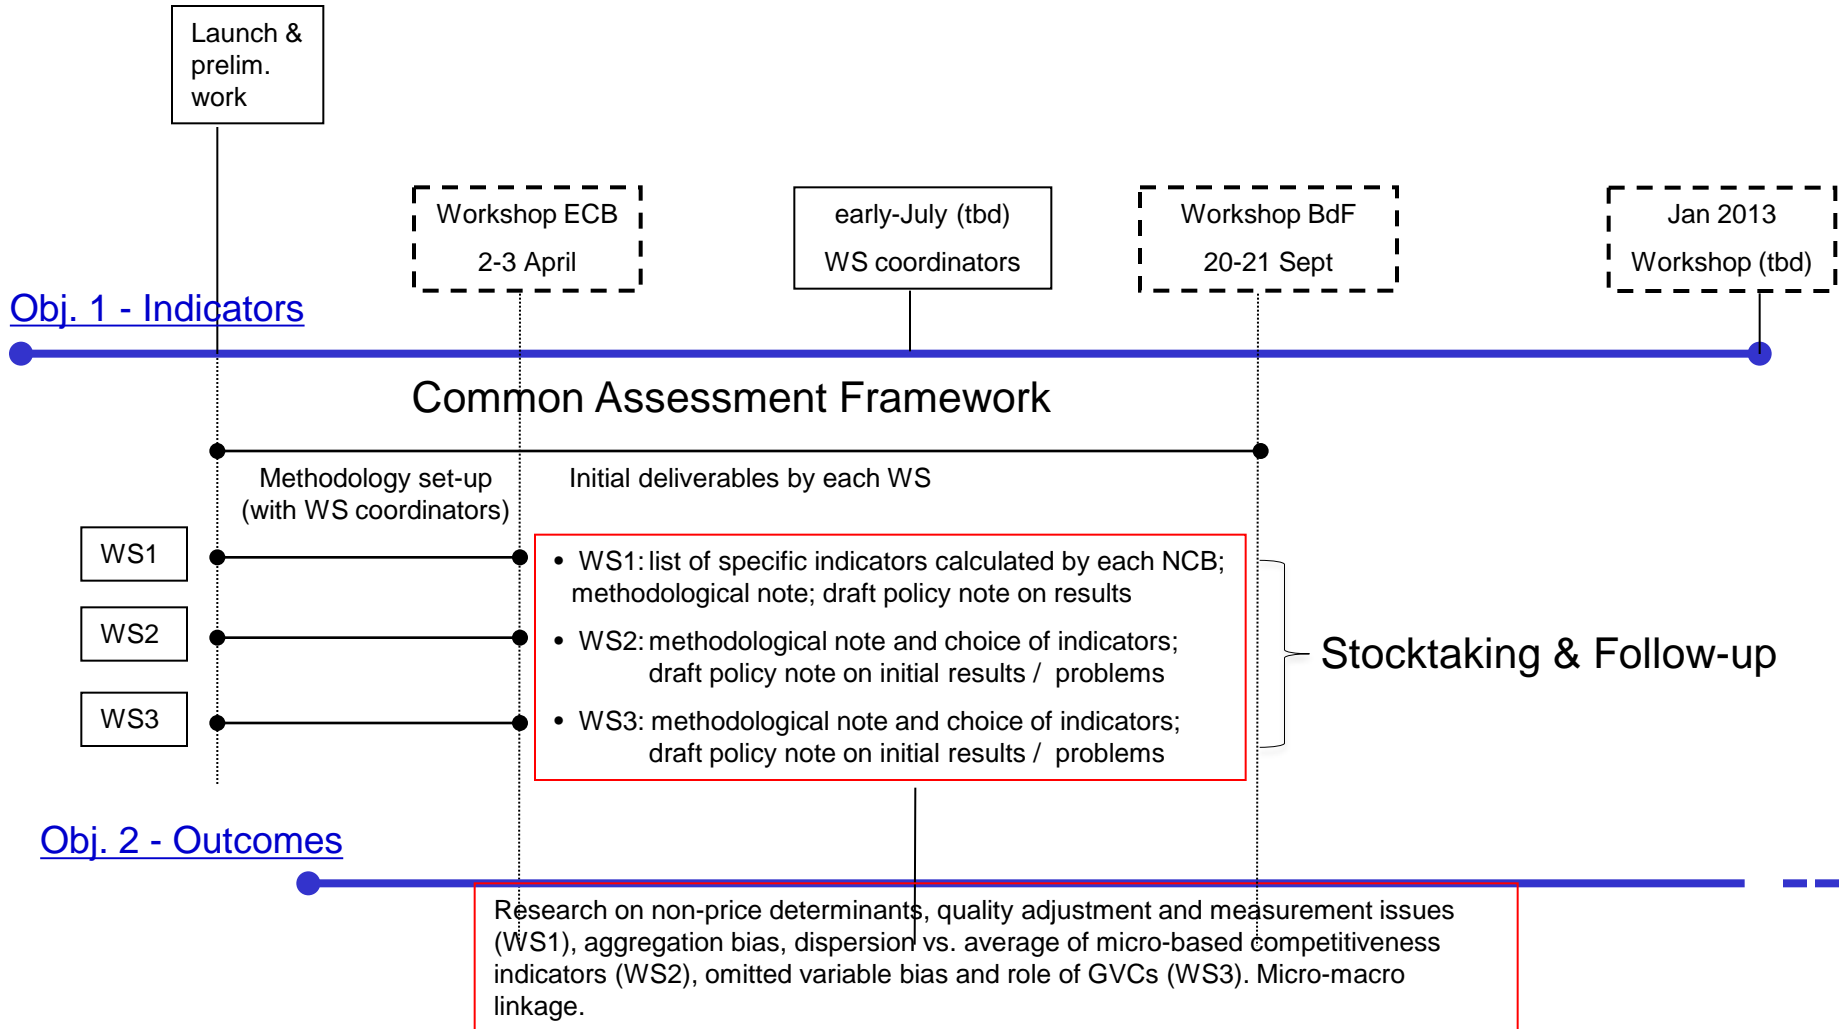 Launch &
prelim.
work
Workshop ECB
2-3 April
early-July (tbd)
WS coordinators
Workshop BdF
20-21 Sept
Jan 2013
Workshop (tbd)
Obj. 1 - Indicators
Common Assessment Framework
Methodology set-up
(with WS coordinators)
Initial deliverables by each WS
WS1
WS2
WS3
• WS1: list of specific indicators calculated by each NCB;
methodological note; draft policy note on results
• WS2: methodological note and choice of indicators;
draft policy note on initial results / problems
• WS3: methodological note and choice of indicators;
draft policy note on initial results / problems
Stocktaking & Follow-up
Obj. 2 - Outcomes
Research on non-price determinants, quality adjustment and measurement issues
(WS1), aggregation bias, dispersion vs. average of micro-based competitiveness
indicators (WS2), omitted variable bias and role of GVCs (WS3). Micro-macro
linkage.